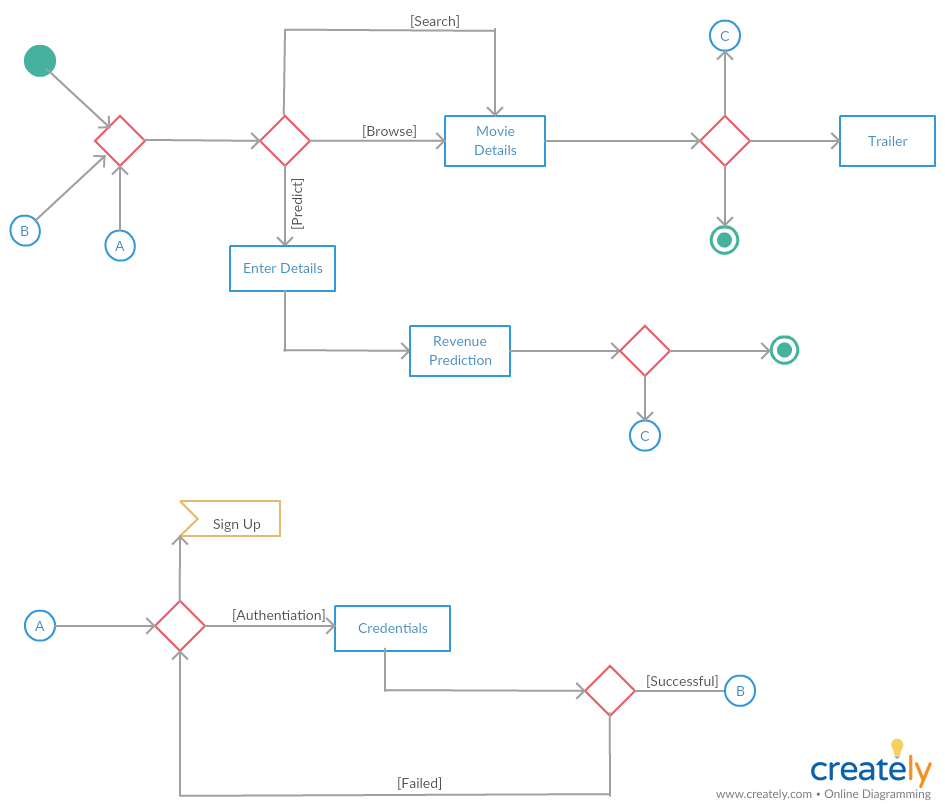 [Search]
C
[Browse]
Movie
Details
Trailer
[Predict]
B
A
Enter Details
Revenue
Prediction
C
Sign Up
A
[Authentiation]
Credentials
[Successful]
B
[Failed]
creately
www.creately.com • Online Diagramming